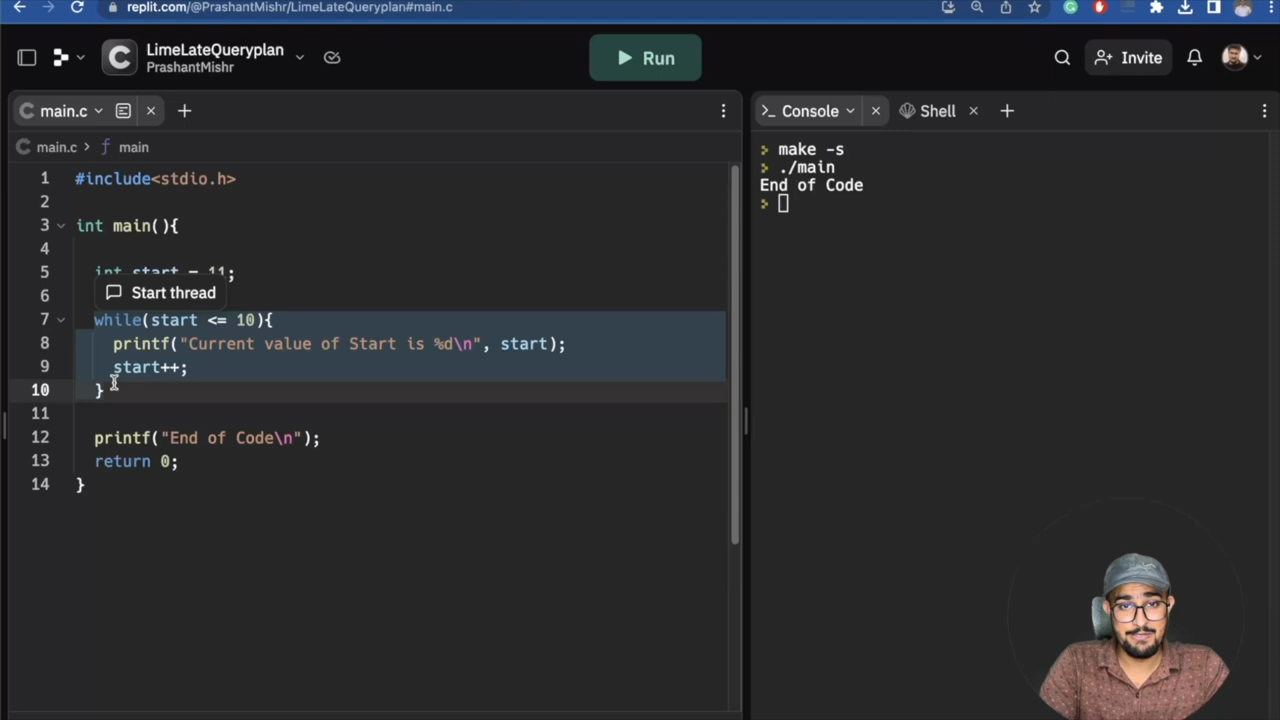 replit.com/@PrashantMishr/LimeLateQueryplan#main.c
LimeLateQueryplan
PrashantMishr
Run
Invite
main.c
Console
Shell
main.c > main
1 #include<stdio.h>
2
3 int main(){
4
5 int start = 11;
6
Start thread
7 while(start <= 10){
8 printf("Current value of Start is %d\n", start);
9 start++;
10 }
11
12 printf("End of Code\n");
13 return 0;
14 }
> make -s
> ./main
End of Code
>